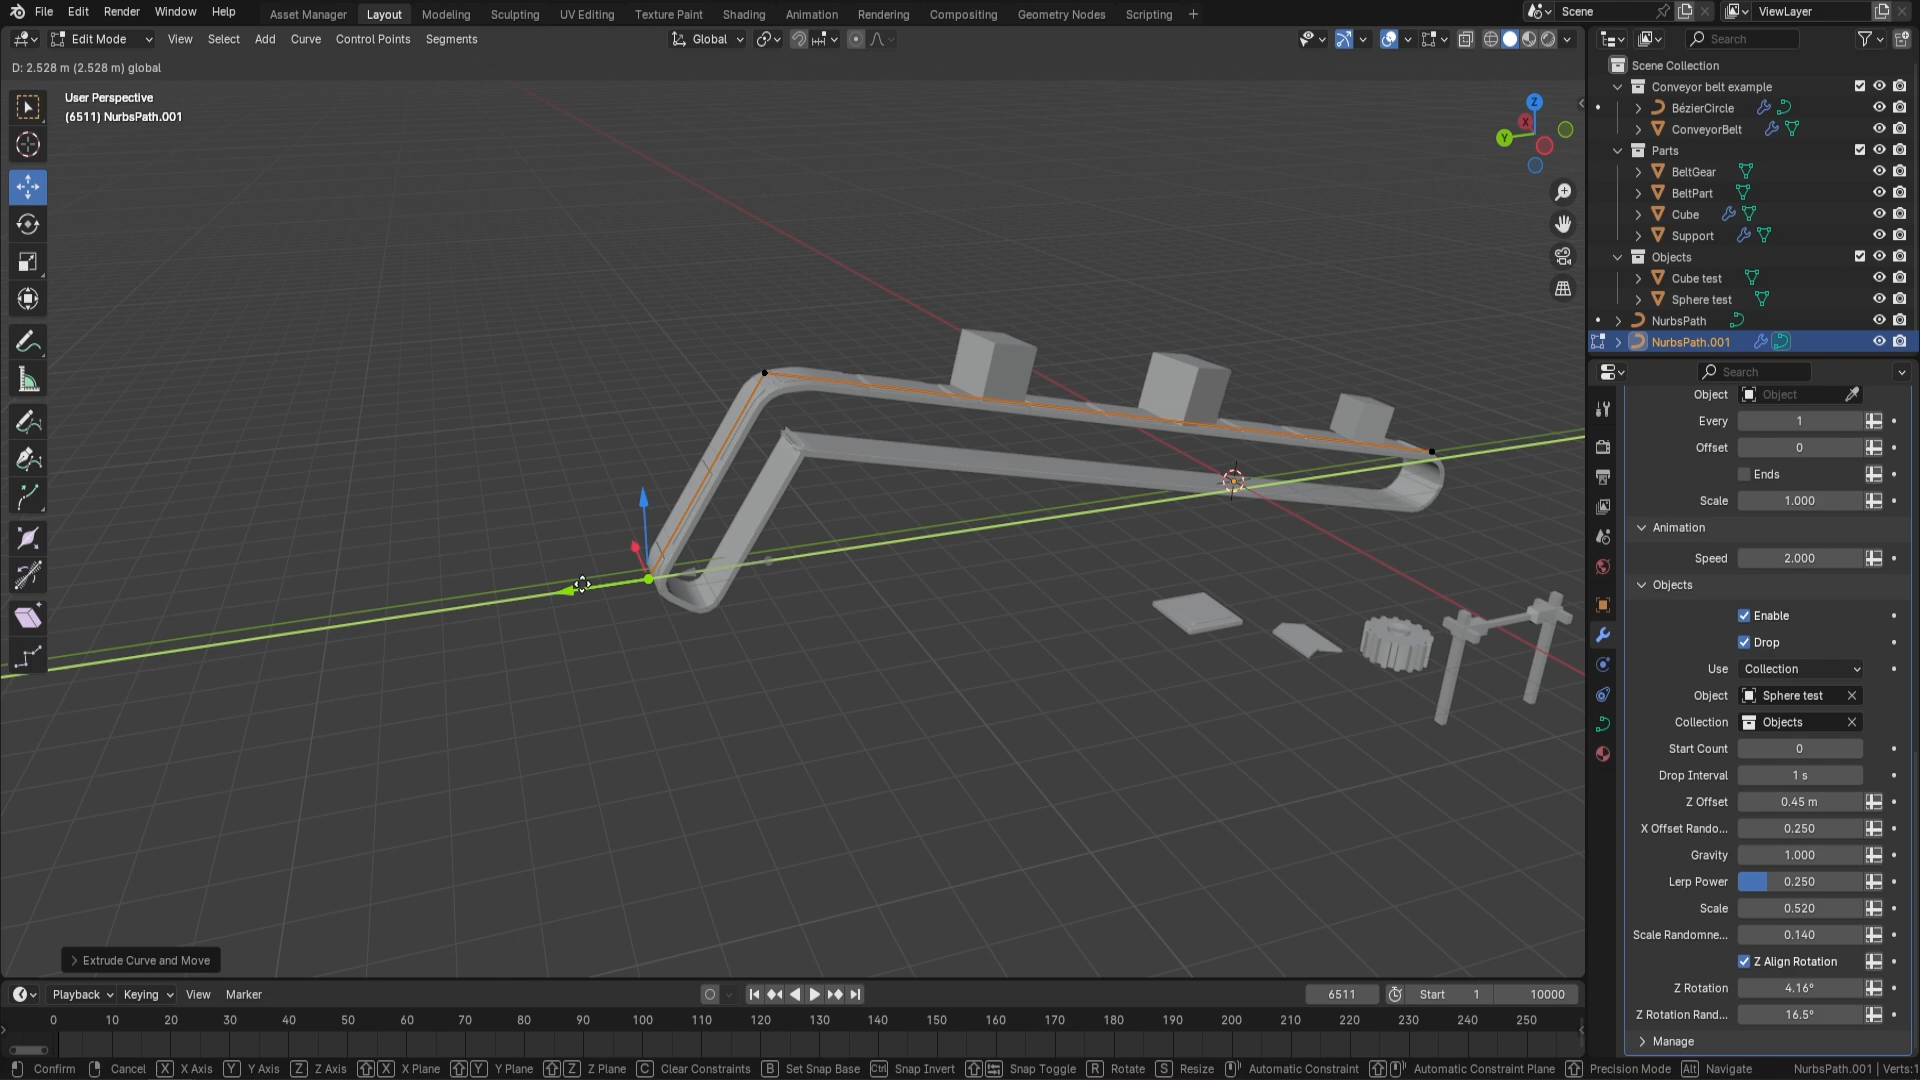 File Edit Render Window Help
Asset Manager Layout Modeling Sculpting UV Editing Texture Paint Shading Animation Rendering Compositing Geometry Nodes Scripting +
Scene
ViewLayer
Edit Mode View Select Add Curve Control Points Segments
Global
Search
D: 2.528 m (2.528 m) global
User Perspective
(6511) NurbsPath.001
Z
X
Y
Scene Collection
Conveyor belt example
BézierCircle
ConveyorBelt
Parts
BeltGear
BeltPart
Cube
Support
Objects
Cube test
Sphere test
NurbsPath
NurbsPath.001
Search
Object Object
Every 1
Offset 0
Ends
Scale 1.000
Animation
Speed 2.000
Objects
Enable
Drop
Use Collection
Object Sphere test
Collection Objects
Start Count 0
Drop Interval 1 s
Z Offset 0.45 m
X Offset Rando... 0.250
Gravity 1.000
Lerp Power 0.250
Scale 0.520
Scale Randomne... 0.140
Z Align Rotation
Z Rotation 4.16°
Z Rotation Rand... 16.5°
Manage
Extrude Curve and Move
Playback Keying View Marker
6511 Start 1 10000
0 10 20 30 40 50 60 70 80 90 100 110 120 130 140 150 160 170 180 190 200 210 220 230 240 250
Confirm Cancel X X Axis Y Y Axis Z Z Axis X X Plane Y Y Plane Z Z Plane C Clear Constraints B Set Snap Base Ctrl Snap Invert Snap Toggle R Rotate S Resize Automatic Constraint Automatic Constraint Plane Precision Mode Alt Navigate NurbsPath.001 | Verts:1